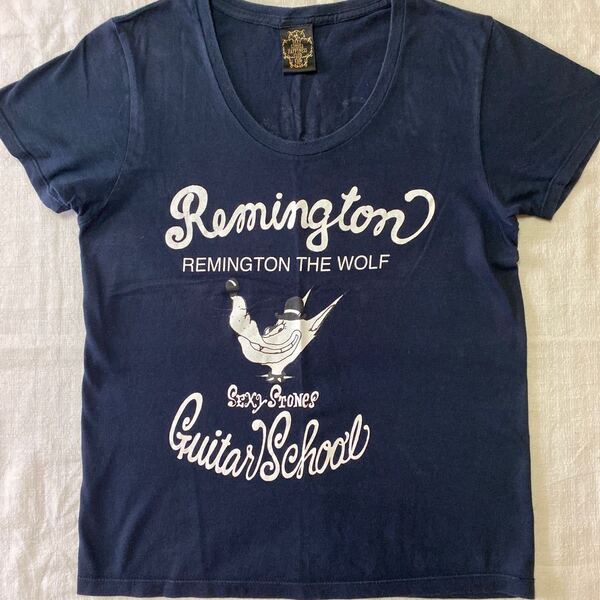 Remington
REMINGTON THE WOLF
SEXY STONES
Guitar School